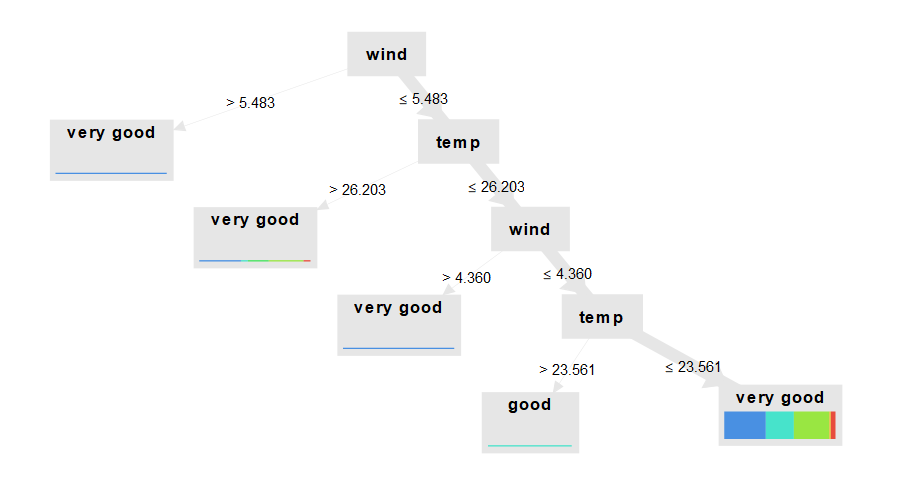 wind
> 5.483
≤ 5.483
very good
temp
> 26.203
≤ 26.203
very good
wind
> 4.360
≤ 4.360
very good
temp
> 23.561
≤ 23.561
good
very good